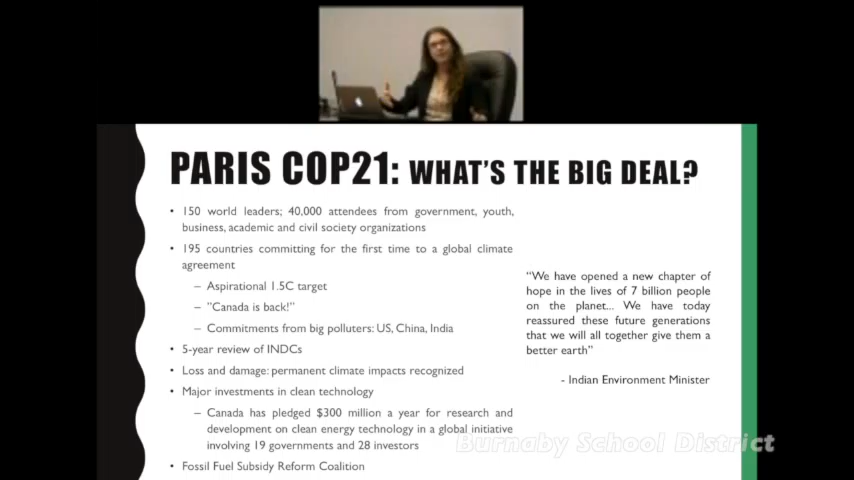 PARIS COP21: WHAT'S THE BIG DEAL?
• 150 world leaders; 40,000 attendees from government, youth,
business, academic and civil society organizations
• 195 countries committing for the first time to a global climate
agreement
– Aspirational 1.5C target
– "Canada is back!"
– Commitments from big polluters: US, China, India
• 5-year review of INDCs
• Loss and damage: permanent climate impacts recognized
• Major investments in clean technology
– Canada has pledged $300 million a year for research and
development on clean energy technology in a global initiative
involving 19 governments and 28 investors
• Fossil Fuel Subsidy Reform Coalition
"We have opened a new chapter of
hope in the lives of 7 billion people
on the planet... We have today
reassured these future generations
that we will all together give them a
better earth"
- Indian Environment Minister
Burnaby School District